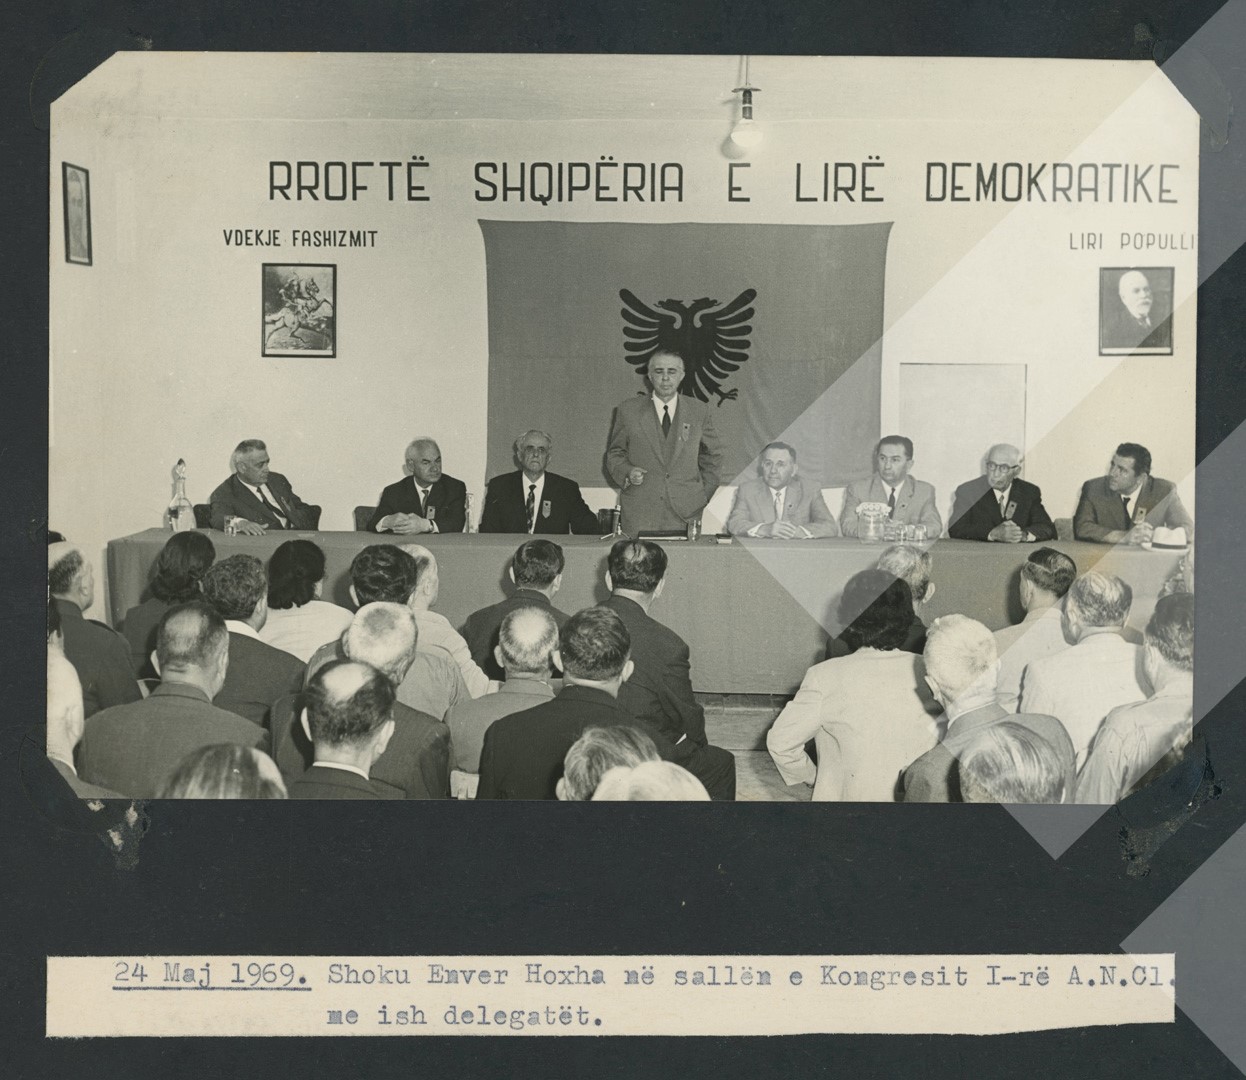 RROFTË SHQIPËRIA E LIRË DEMOKRATIKE
VDEKJE FASHIZMIT
LIRI POPULLI
24 Maj 1969. Shoku Enver Hoxha në sallën e Kongresit I-rë A.N.Cl.
me ish delegatët.